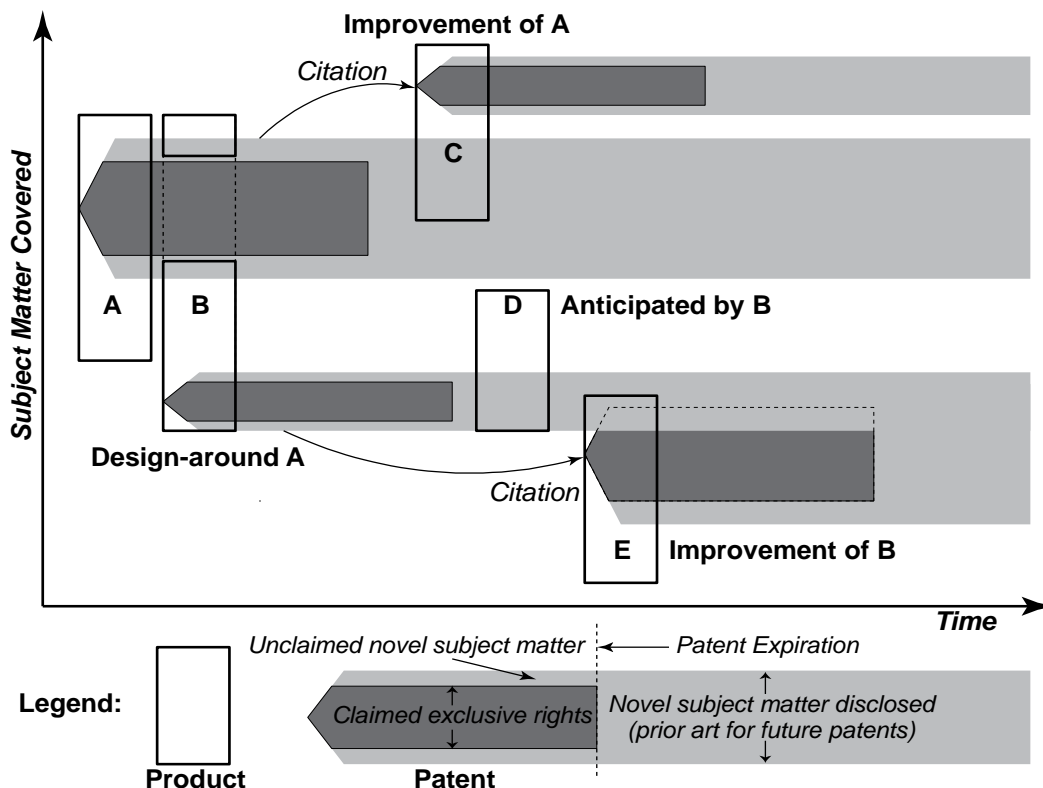 Improvement of A
Citation
C
Subject Matter Covered
A
B
D
Anticipated by B
Design-around A
Citation
E
Improvement of B
Time
Unclaimed novel subject matter
Patent Expiration
Legend:
Claimed exclusive rights
Novel subject matter disclosed
(prior art for future patents)
Product
Patent